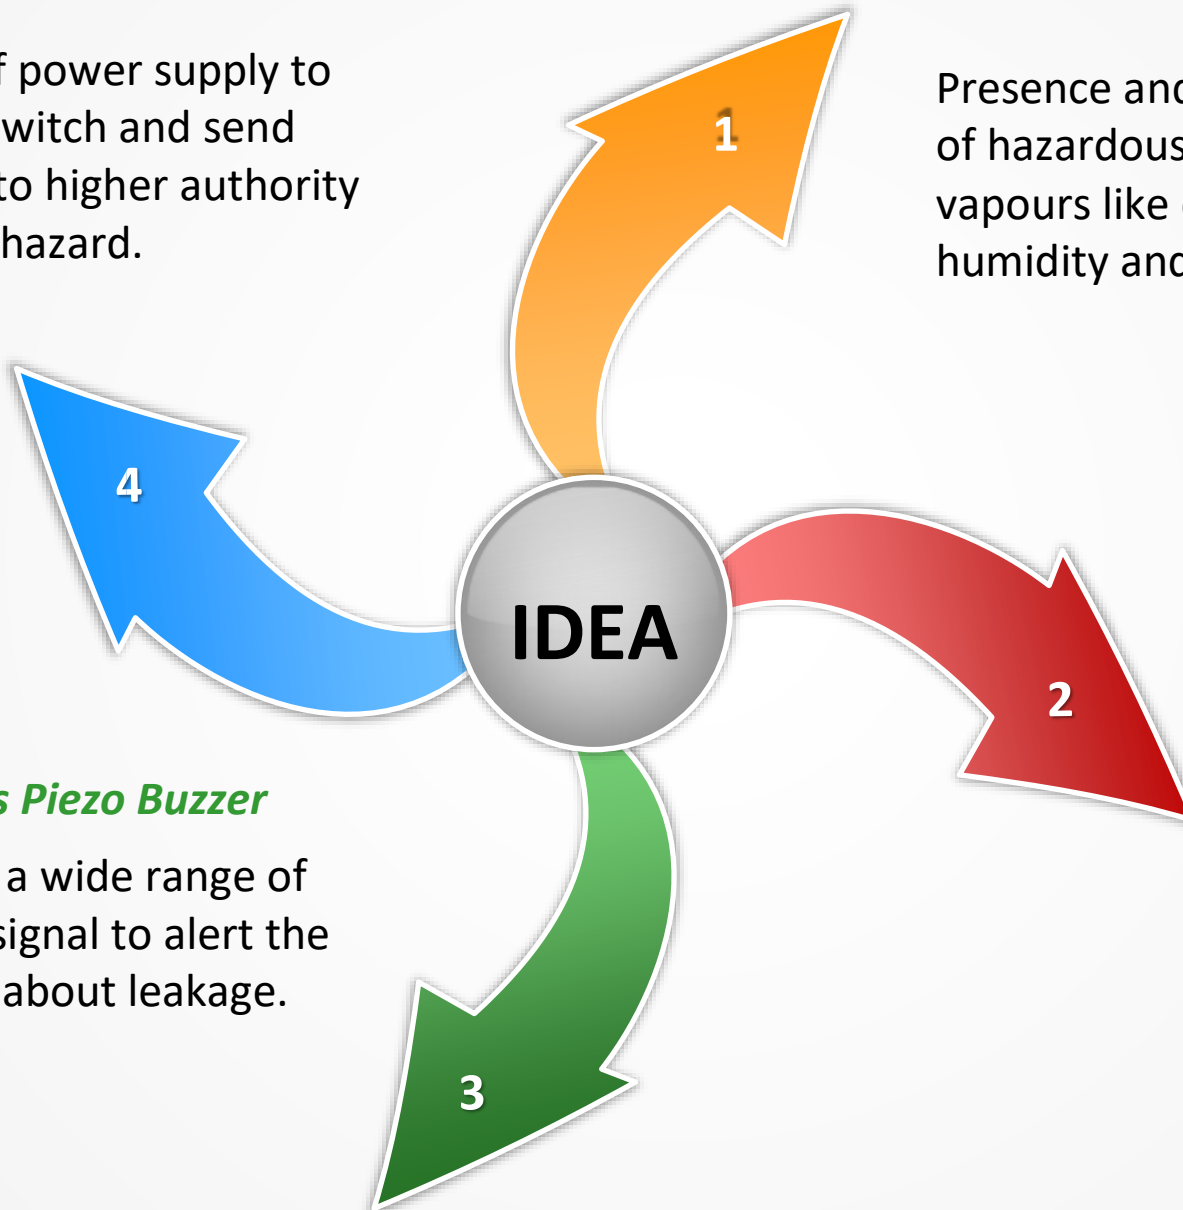 f power supply to
witch and send
to higher authority
hazard.
1
Presence and
of hazardous
vapours like
humidity and
4
IDEA
2
s Piezo Buzzer
a wide range of
signal to alert the
about leakage.
3